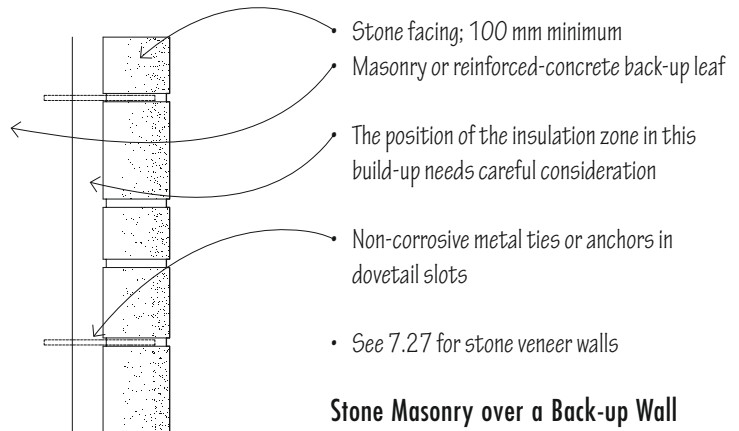 • Stone facing; 100 mm minimum
• Masonry or reinforced-concrete back-up leaf
• The position of the insulation zone in this
build-up needs careful consideration
• Non-corrosive metal ties or anchors in
dovetail slots
• See 7.27 for stone veneer walls
Stone Masonry over a Back-up Wall